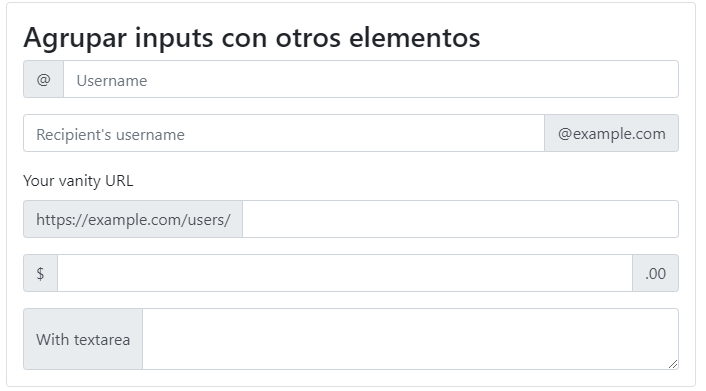 Agrupar inputs con otros elementos
@ Username
Recipient's username @example.com
Your vanity URL
https://example.com/users/
$ .00
With textarea